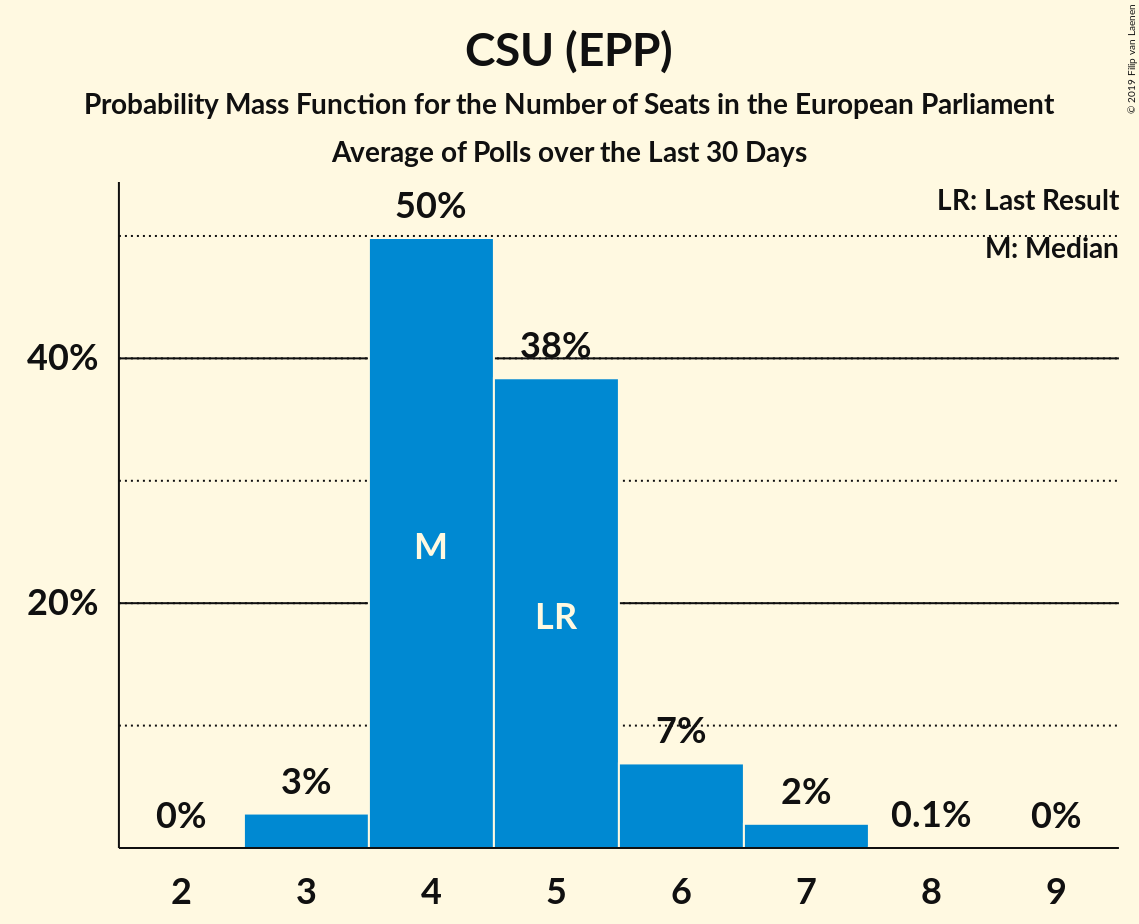 CSU (EPP)
Probability Mass Function for the Number of Seats in the European Parliament
Average of Polls over the Last 30 Days
© 2019 Filip van Laenen
LR: Last Result
M: Median
50%
38%
40%
20%
M
LR
0%
3%
7%
2%
0.1%
0%
2 3 4 5 6 7 8 9